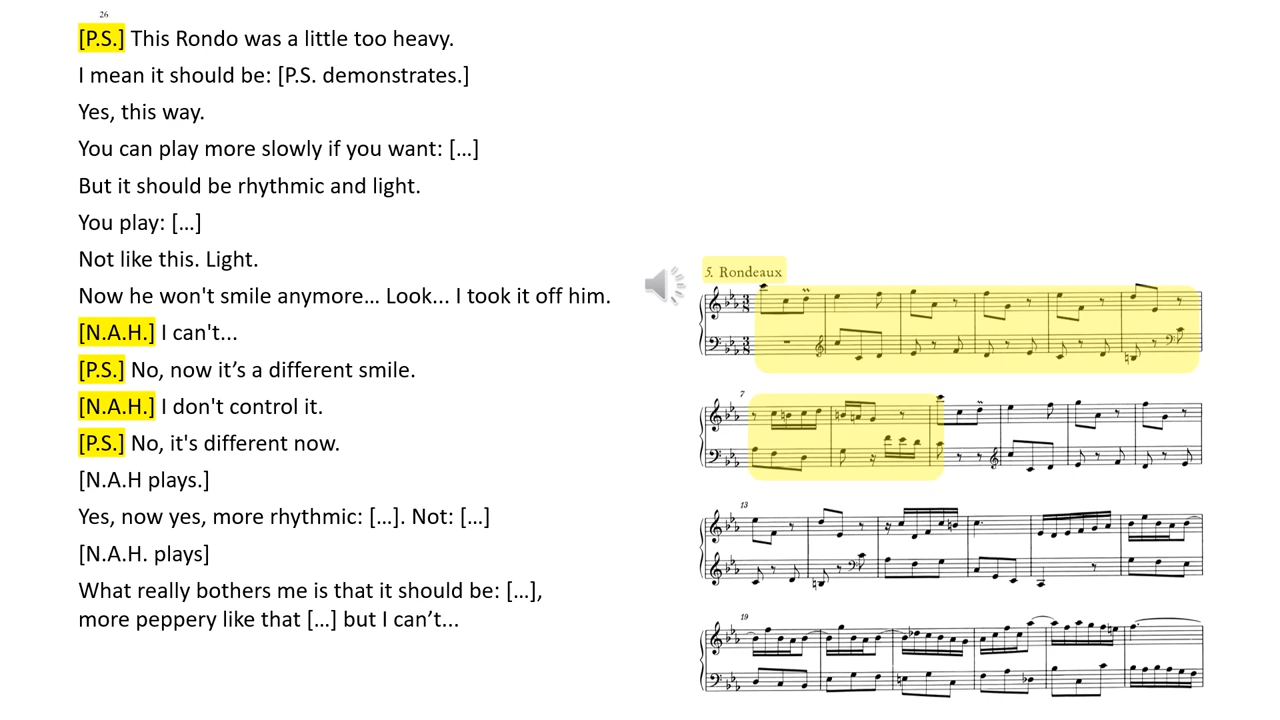 26
[P.S.] This Rondo was a little too heavy.
I mean it should be: [P.S. demonstrates.]
Yes, this way.
You can play more slowly if you want: […]
But it should be rhythmic and light.
You play: […]
Not like this. Light.
Now he won't smile anymore… Look... I took it off him.
[N.A.H.] I can't...
[P.S.] No, now it’s a different smile.
[N.A.H.] I don't control it.
[P.S.] No, it's different now.
[N.A.H plays.]
Yes, now yes, more rhythmic: […]. Not: […]
[N.A.H. plays]
What really bothers me is that it should be: […],
more peppery like that […] but I can’t...
5. Rondeaux
3 8
3 8
7
13
19